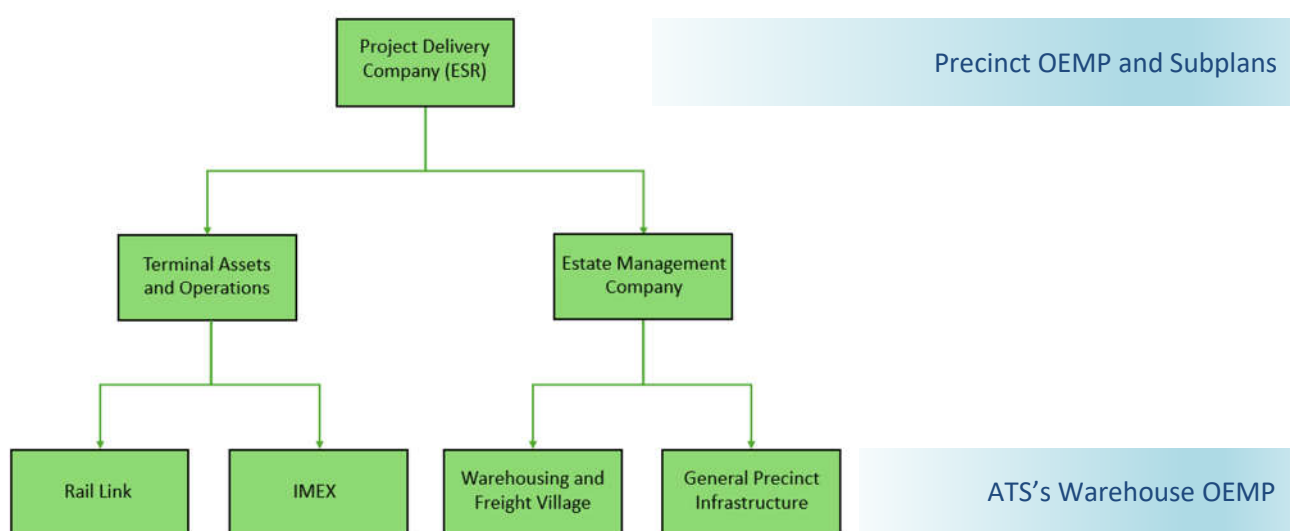 Project Delivery
Company (ESR)
Precinct OEMP and Subplans
Terminal Assets
and Operations
Estate Management
Company
Rail Link
IMEX
Warehousing and
Freight Village
General Precinct
Infrastructure
ATS’s Warehouse OEMP